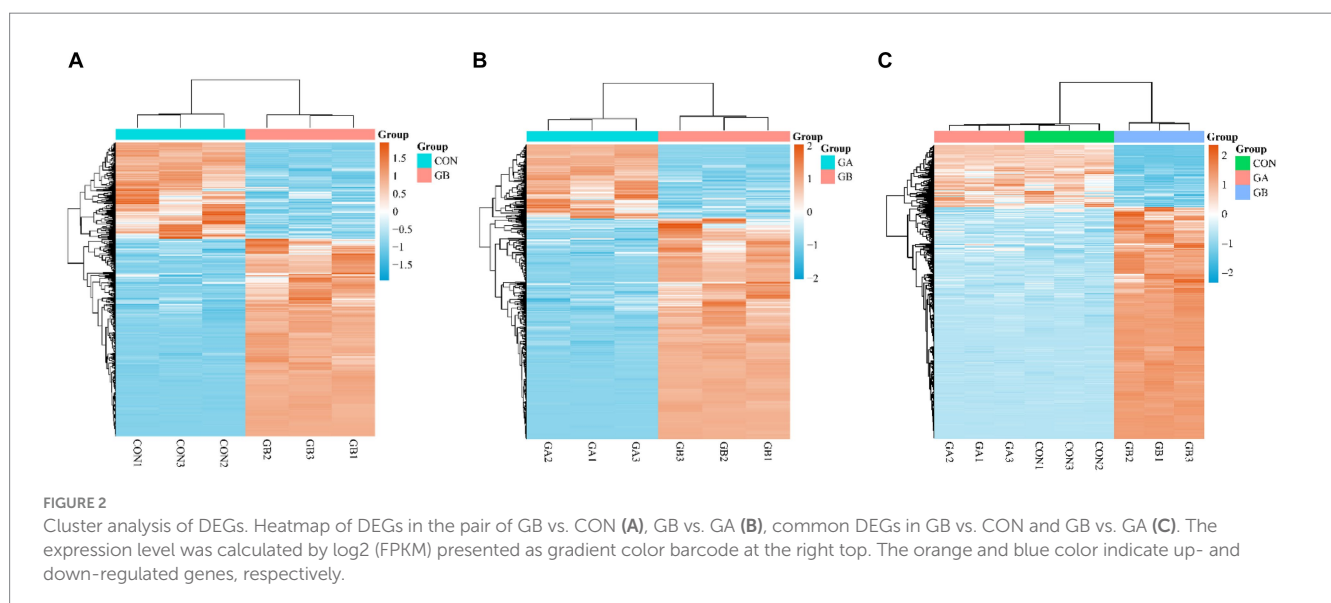 A
Group
Group
CON
GB
1.5
1
0.5
0
−0.5
−1
−1.5
CON1
CON3
CON2
GB2
GB3
GB1
B
Group
Group
GA
GB
2
1
0
−1
−2
GA2
GA1
GA3
GB3
GB2
GB1
C
Group
Group
CON
GA
GB
2
1
0
−1
−2
GA2
GA1
GA3
CON1
CON3
CON2
GB2
GB1
GB3
FIGURE 2
Cluster analysis of DEGs. Heatmap of DEGs in the pair of GB vs. CON (A), GB vs. GA (B), common DEGs in GB vs. CON and GB vs. GA (C). The
expression level was calculated by log2 (FPKM) presented as gradient color barcode at the right top. The orange and blue color indicate up- and
down-regulated genes, respectively.